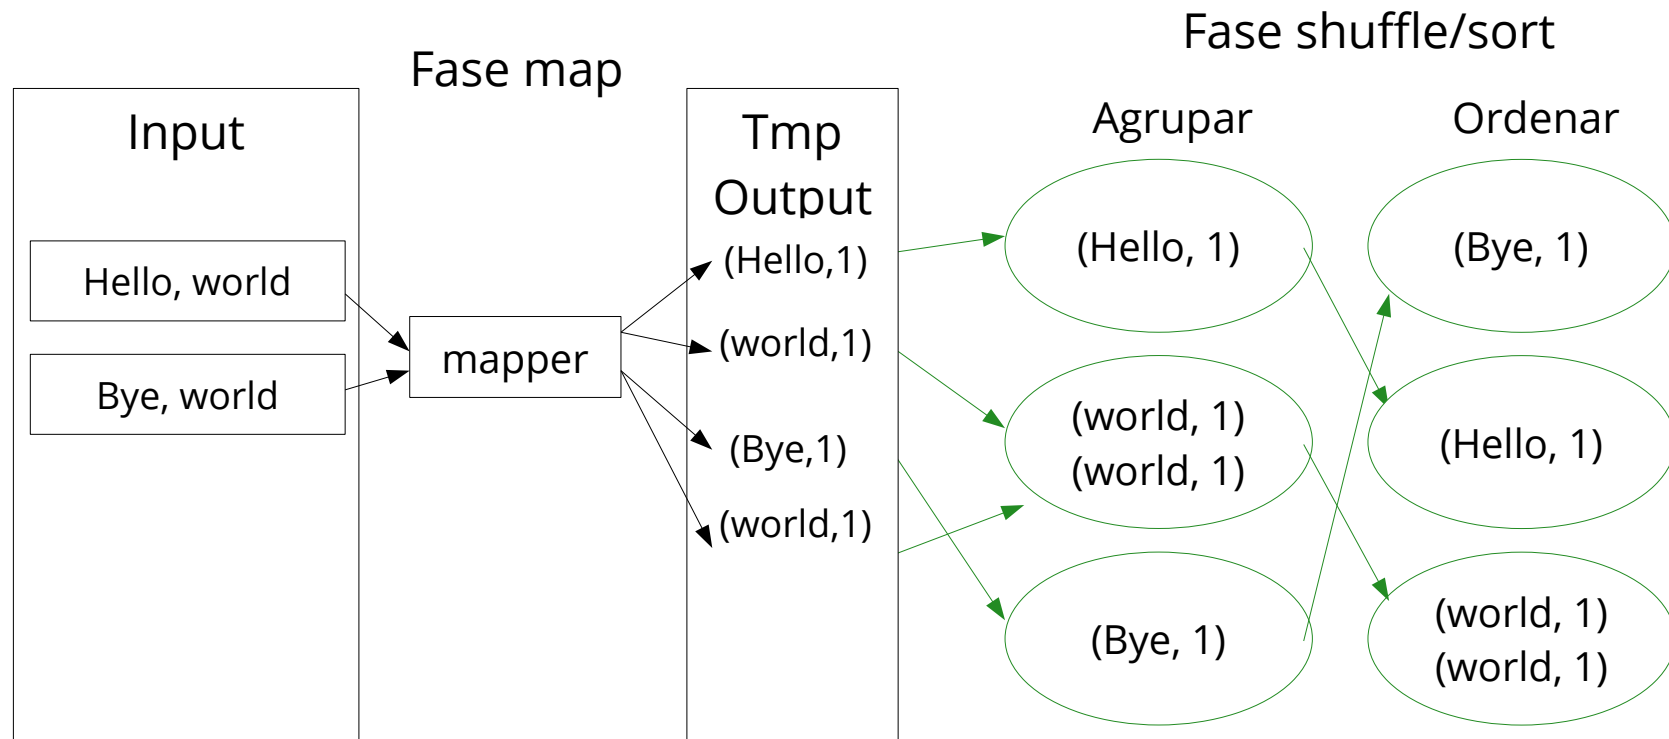 Fase shuffle/sort
Fase map
Input
Tmp
Output
Agrupar
Ordenar
Hello, world
Bye, world
mapper
(Hello,1)
(world,1)
(Bye,1)
(world,1)
(Hello, 1)
(world, 1)
(world, 1)
(Bye, 1)
(Bye, 1)
(Hello, 1)
(world, 1)
(world, 1)